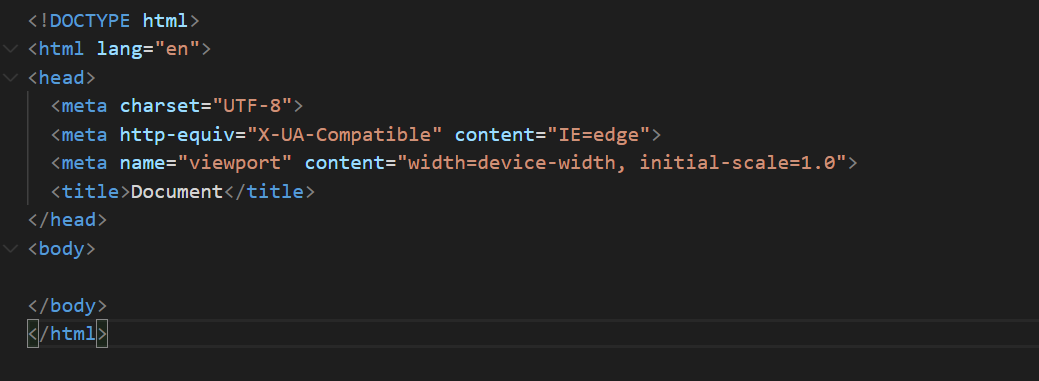 <!DOCTYPE html>
<html lang="en">
<head>
  <meta charset="UTF-8">
  <meta http-equiv="X-UA-Compatible" content="IE=edge">
  <meta name="viewport" content="width=device-width, initial-scale=1.0">
  <title>Document</title>
</head>
<body>
</body>
</html>